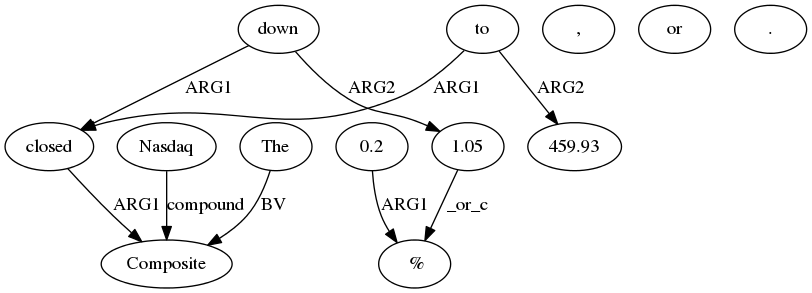 down to , or .
ARG1 ARG2 ARG1 ARG2
closed Nasdaq The 0.2 1.05 459.93
ARG1 compound BV ARG1 _or_c
Composite %